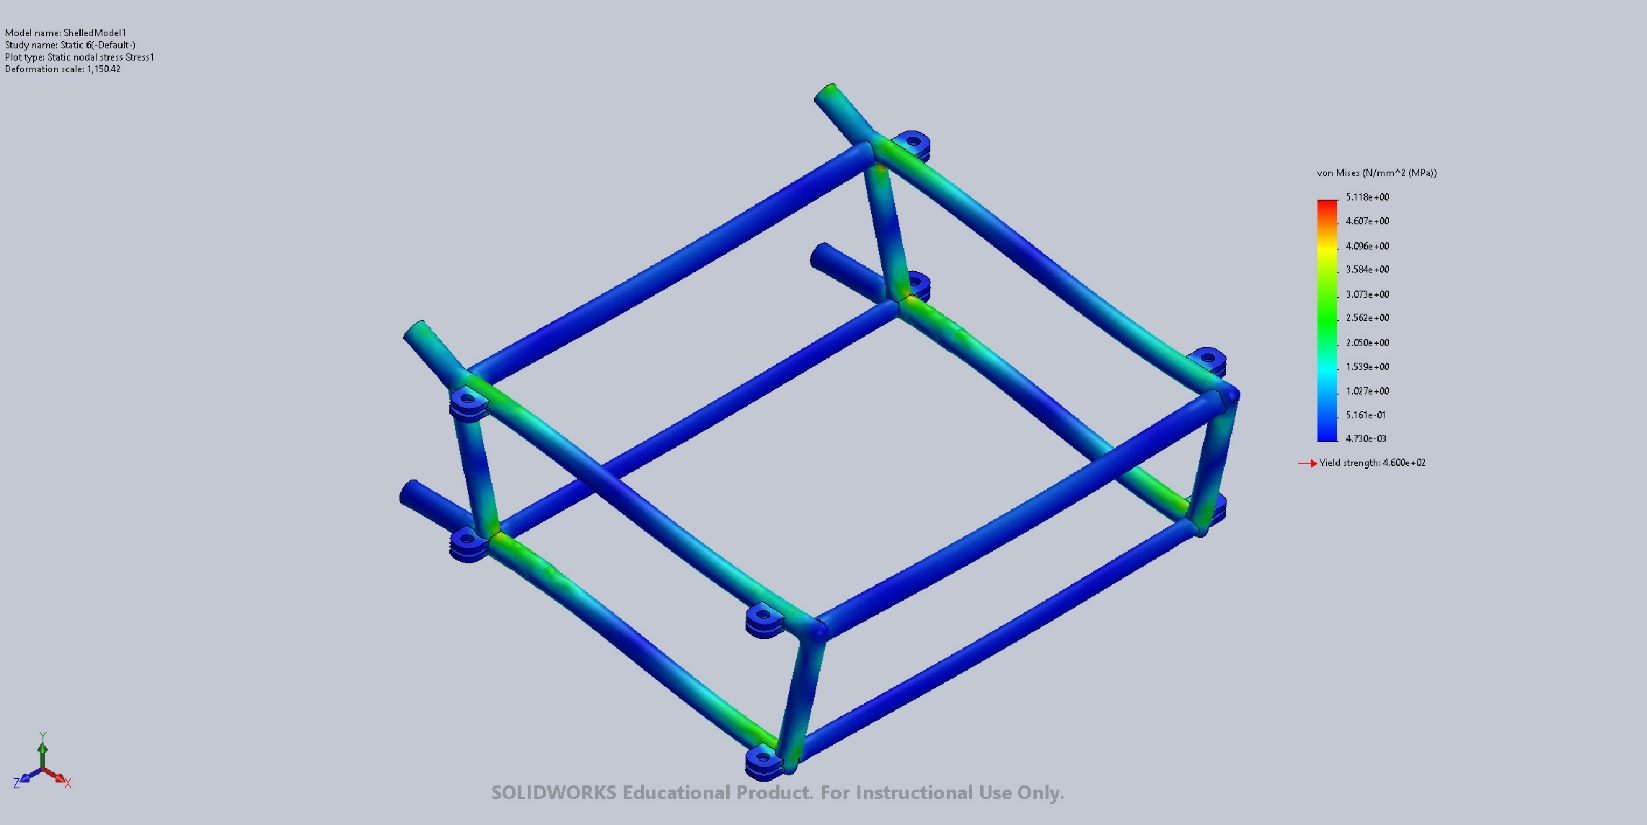 Model name: ShelledModel1
Study name: Static 6(-Default-)
Plot type: Static nodal stress Stress1
Deformation scale: 1,150.42
von Mises (N/mm^2 (MPa))
5.118e+00
4.607e+00
4.096e+00
3.584e+00
3.073e+00
2.562e+00
2.050e+00
1.539e+00
1.027e+00
5.161e-01
4.730e-03
Yield strength: 4.600e+02
Y
Z X
SOLIDWORKS Educational Product. For Instructional Use Only.